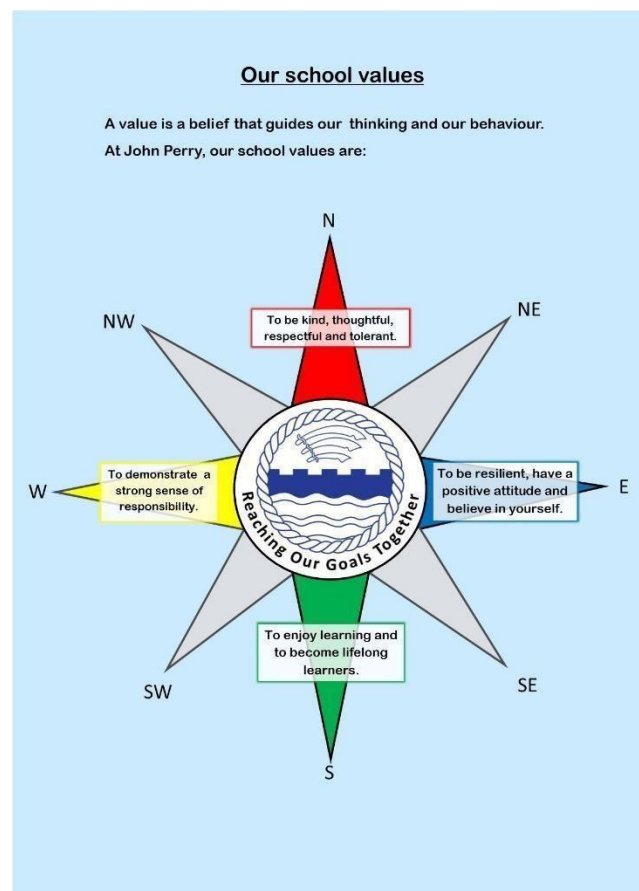 Our school values
A value is a belief that guides our thinking and our behaviour.
At John Perry, our school values are:
N
NW
NE
To be kind, thoughtful,
respectful and tolerant.
W
To demonstrate a
strong sense of
responsibility.
Reaching Our Goals Together
To be resilient, have a
positive attitude and
believe in yourself.
E
To enjoy learning and
to become lifelong
learners.
SW
SE
S